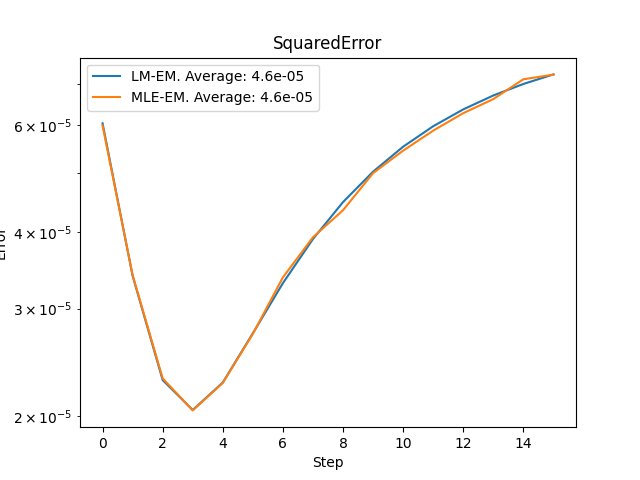 SquaredError
LM-EM. Average: 4.6e-05
MLE-EM. Average: 4.6e-05
6 × 10⁻⁵
4 × 10⁻⁵
3 × 10⁻⁵
2 × 10⁻⁵
Error
0 2 4 6 8 10 12 14
Step